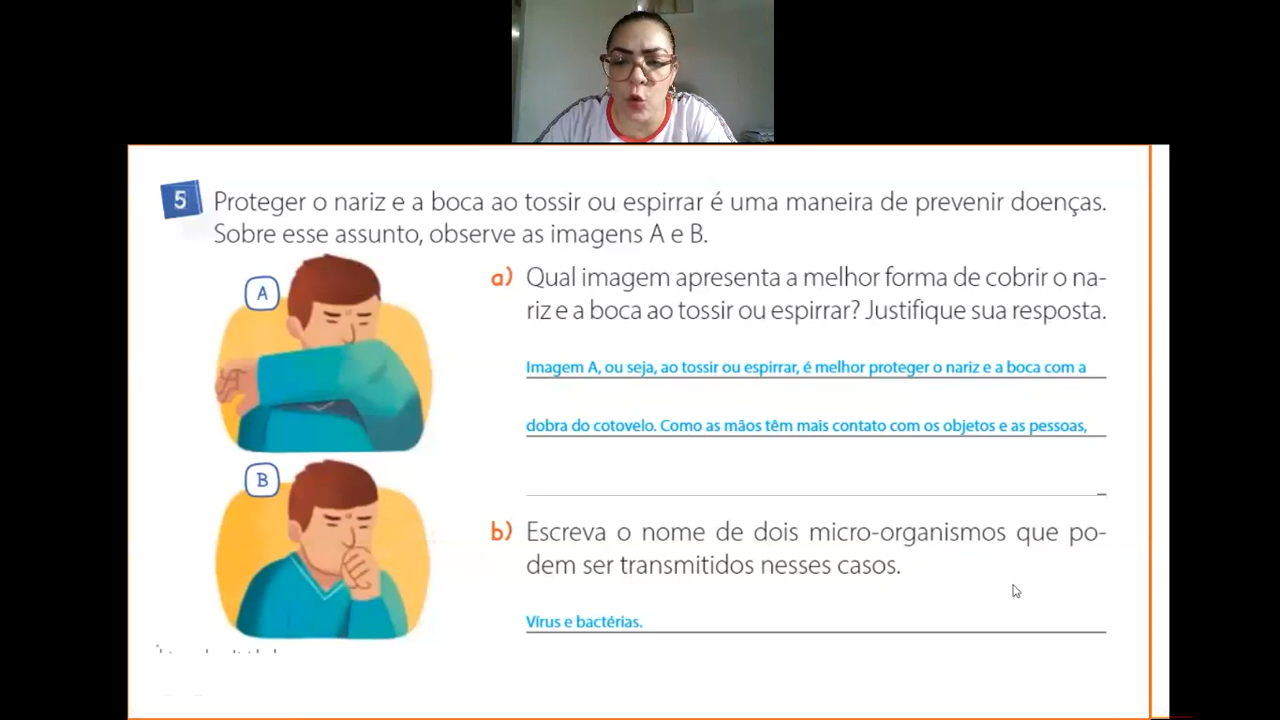 5 Proteger o nariz e a boca ao tossir ou espirrar é uma maneira de prevenir doenças.
Sobre esse assunto, observe as imagens A e B.
A
a) Qual imagem apresenta a melhor forma de cobrir o na-
riz e a boca ao tossir ou espirrar? Justifique sua resposta.
Imagem A, ou seja, ao tossir ou espirrar, é melhor proteger o nariz e a boca com a
dobra do cotovelo. Como as mãos têm mais contato com os objetos e as pessoas,
B
b) Escreva o nome de dois micro-organismos que po-
dem ser transmitidos nesses casos.
Vírus e bactérias.